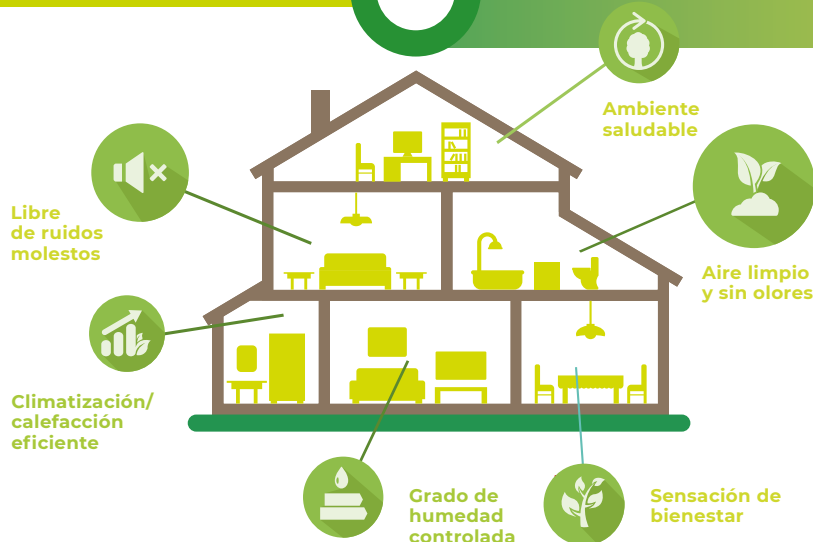 Ambiente
saludable
Libre
de ruidos
molestos
Aire limpio
y sin olores
Climatización/
calefacción
eficiente
Grado de
humedad
controlada
Sensación de
bienestar